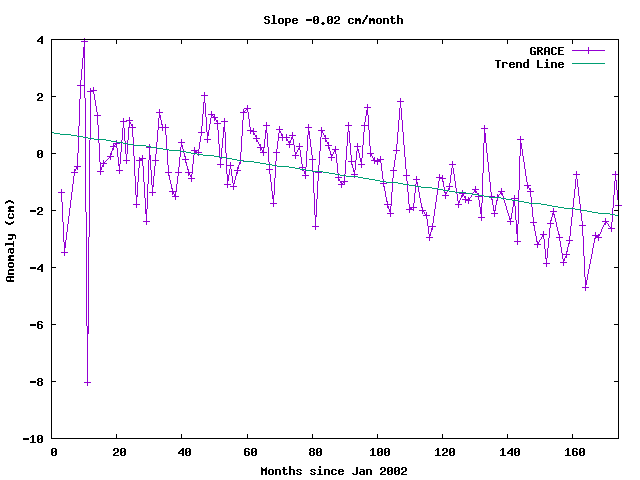 Slope -0.02 cm/month
GRACE
Trend Line
4
2
0
-2
-4
-6
-8
-10
Anomaly (cm)
0 20 40 60 80 100 120 140 160
Months since Jan 2002